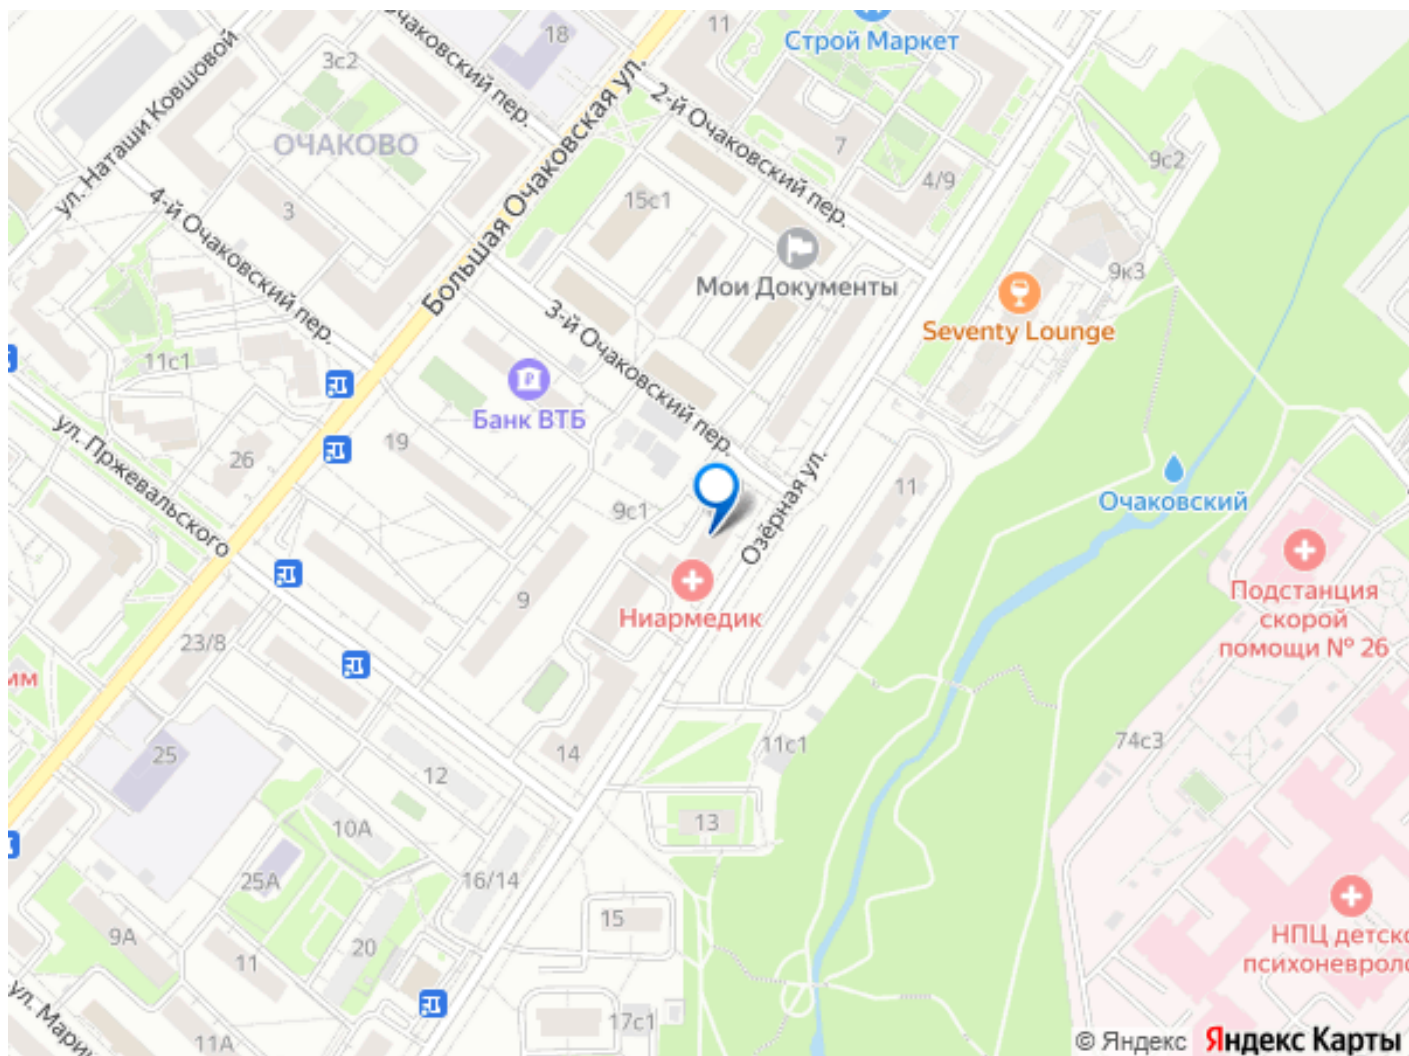 11
18
Строй Маркет
3с2
Очаковский пер.
ул. Наташи Ковшовой
ОЧАКОВО
Большая Очаковская ул.
2-й Очаковский пер.
7
9с2
4/9
15с1
3
4-й Очаковский пер.
Мои Документы
9к3
Seventy Lounge
3-й Очаковский пер.
11с1
Банк ВТБ
ул. Пржевальского
19
26
Озёрная ул.
11
Очаковский
9с1
Ниармедик
9
Подстанция
скорой
помощи № 26
23/8
мм
25
14
12
11с1
74с3
13
10А
25А
16/14
15
9А
20
11
НПЦ детско
психоневроло
ул. Мари
11А
17с1
© Яндекс Яндекс Карты